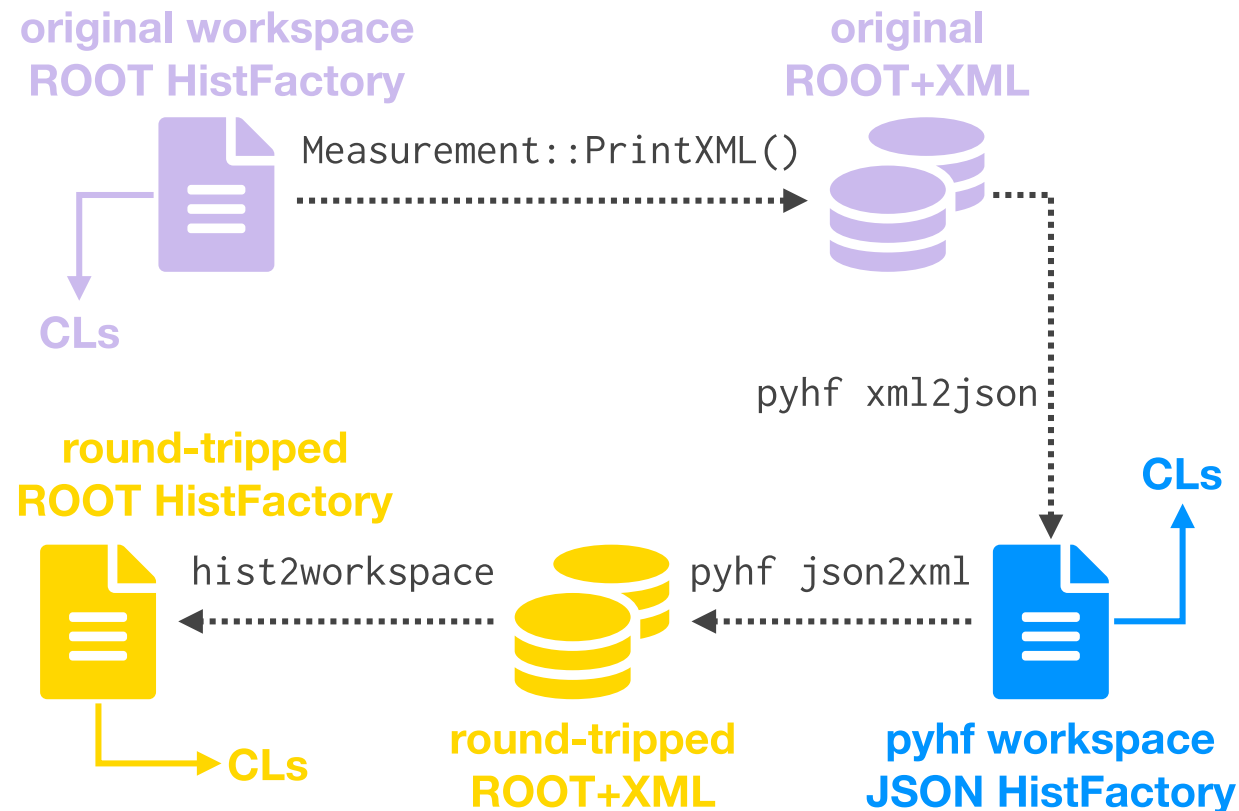 original workspace
ROOT HistFactory
original
ROOT+XML
Measurement::PrintXML()
CLs
pyhf xml2json
round-tripped
ROOT HistFactory
CLs
hist2workspace
pyhf json2xml
CLs
round-tripped
ROOT+XML
pyhf workspace
JSON HistFactory